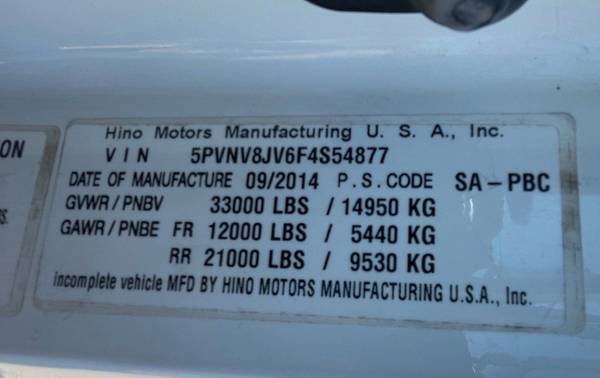 Hino Motors Manufacturing U. S. A., Inc.
VIN 5PVNV8JV6F4S54877
DATE OF MANUFACTURE 09/2014 P.S.CODE SA-PBC
GVWR/PNBV 33000 LBS / 14950 KG
GAWR/PNBE FR 12000 LBS / 5440 KG
RR 21000 LBS / 9530 KG
incomplete vehicle MFD BY HINO MOTORS MANUFACTURING U.S.A., Inc.